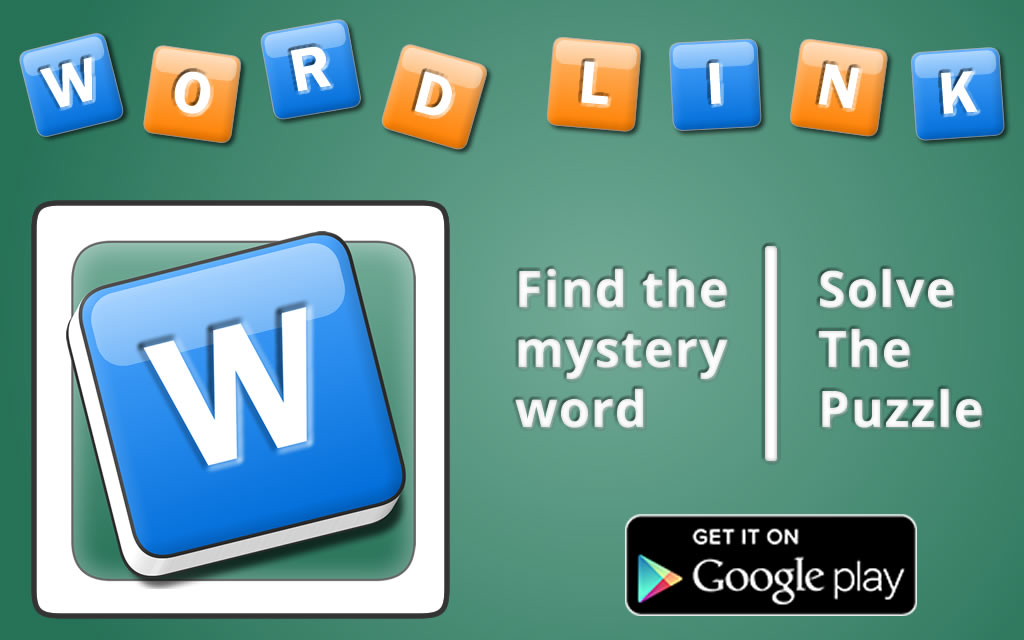 WORD LINK
W
Find the
mystery
word
Solve
The
Puzzle
GET IT ON
Google play